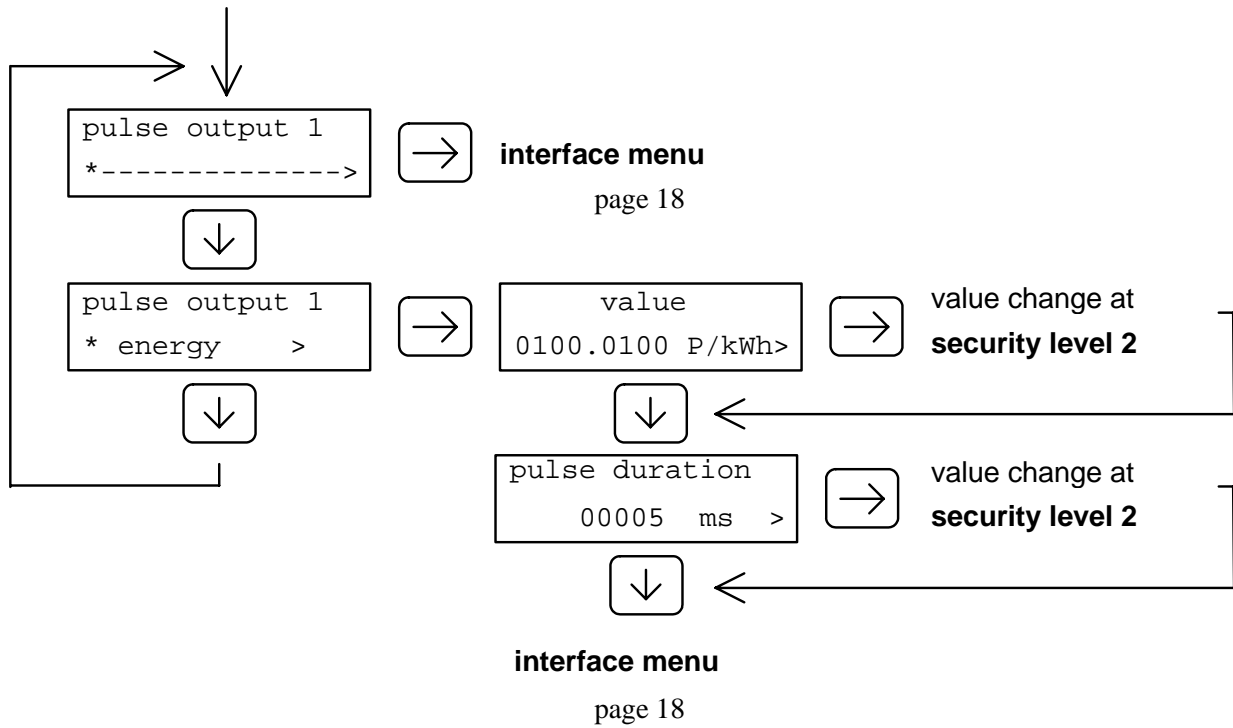 pulse output 1
*-------------->
interface menu
page 18
pulse output 1
* energy >
value
0100.0100 P/kWh>
value change at
security level 2
pulse duration
00005 ms >
value change at
security level 2
interface menu
page 18